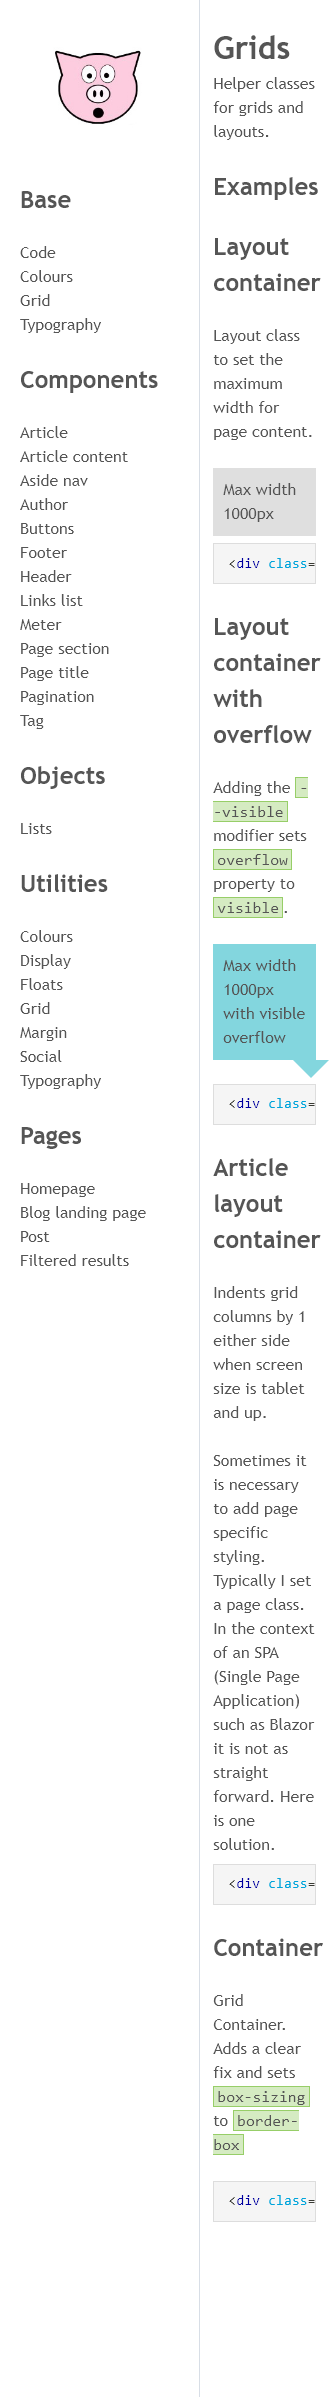 Base
Code
Colours
Grid
Typography
Components
Article
Article content
Aside nav
Author
Buttons
Footer
Header
Links list
Meter
Page section
Page title
Pagination
Tag
Objects
Lists
Utilities
Colours
Display
Floats
Grid
Margin
Social
Typography
Pages
Homepage
Blog landing page
Post
Filtered results
Grids
Helper classes
for grids and
layouts.
Examples
Layout
container
Layout class
to set the
maximum
width for
page content.
Max width
1000px
<div class=
Layout
container
with
overflow
Adding the -
-visible
modifier sets
overflow
property to
visible.
Max width
1000px
with visible
overflow
<div class=
Article
layout
container
Indents grid
columns by 1
either side
when screen
size is tablet
and up.
Sometimes it
is necessary
to add page
specific
styling.
Typically I set
a page class.
In the context
of an SPA
(Single Page
Application)
such as Blazor
it is not as
straight
forward. Here
is one
solution.
<div class=
Container
Grid
Container.
Adds a clear
fix and sets
box-sizing
to border-
box
<div class=